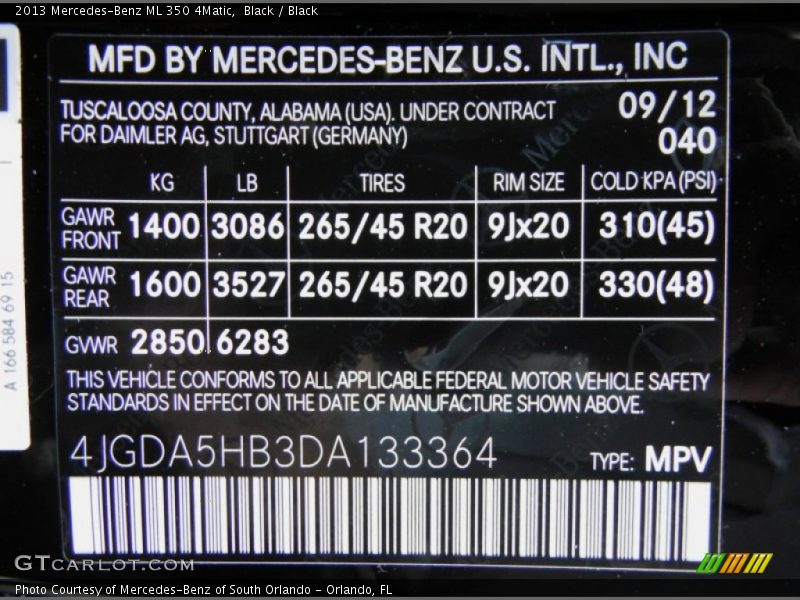 2013 Mercedes-Benz ML 350 4Matic, Black / Black
MFD BY MERCEDES-BENZ U.S. INTL., INC
TUSCALOOSA COUNTY, ALABAMA (USA). UNDER CONTRACT
FOR DAIMLER AG, STUTTGART (GERMANY)
09/12
040
KG LB TIRES RIM SIZE COLD KPA (PSI)
GAWR
FRONT 1400 3086 265/45 R20 9Jx20 310(45)
GAWR
REAR 1600 3527 265/45 R20 9Jx20 330(48)
GVWR 2850 6283
THIS VEHICLE CONFORMS TO ALL APPLICABLE FEDERAL MOTOR VEHICLE SAFETY
STANDARDS IN EFFECT ON THE DATE OF MANUFACTURE SHOWN ABOVE.
4JGDA5HB3DA133364 TYPE: MPV
A 166 584 69 15
GTCARLOT.COM
Photo Courtesy of Mercedes-Benz of South Orlando - Orlando, FL